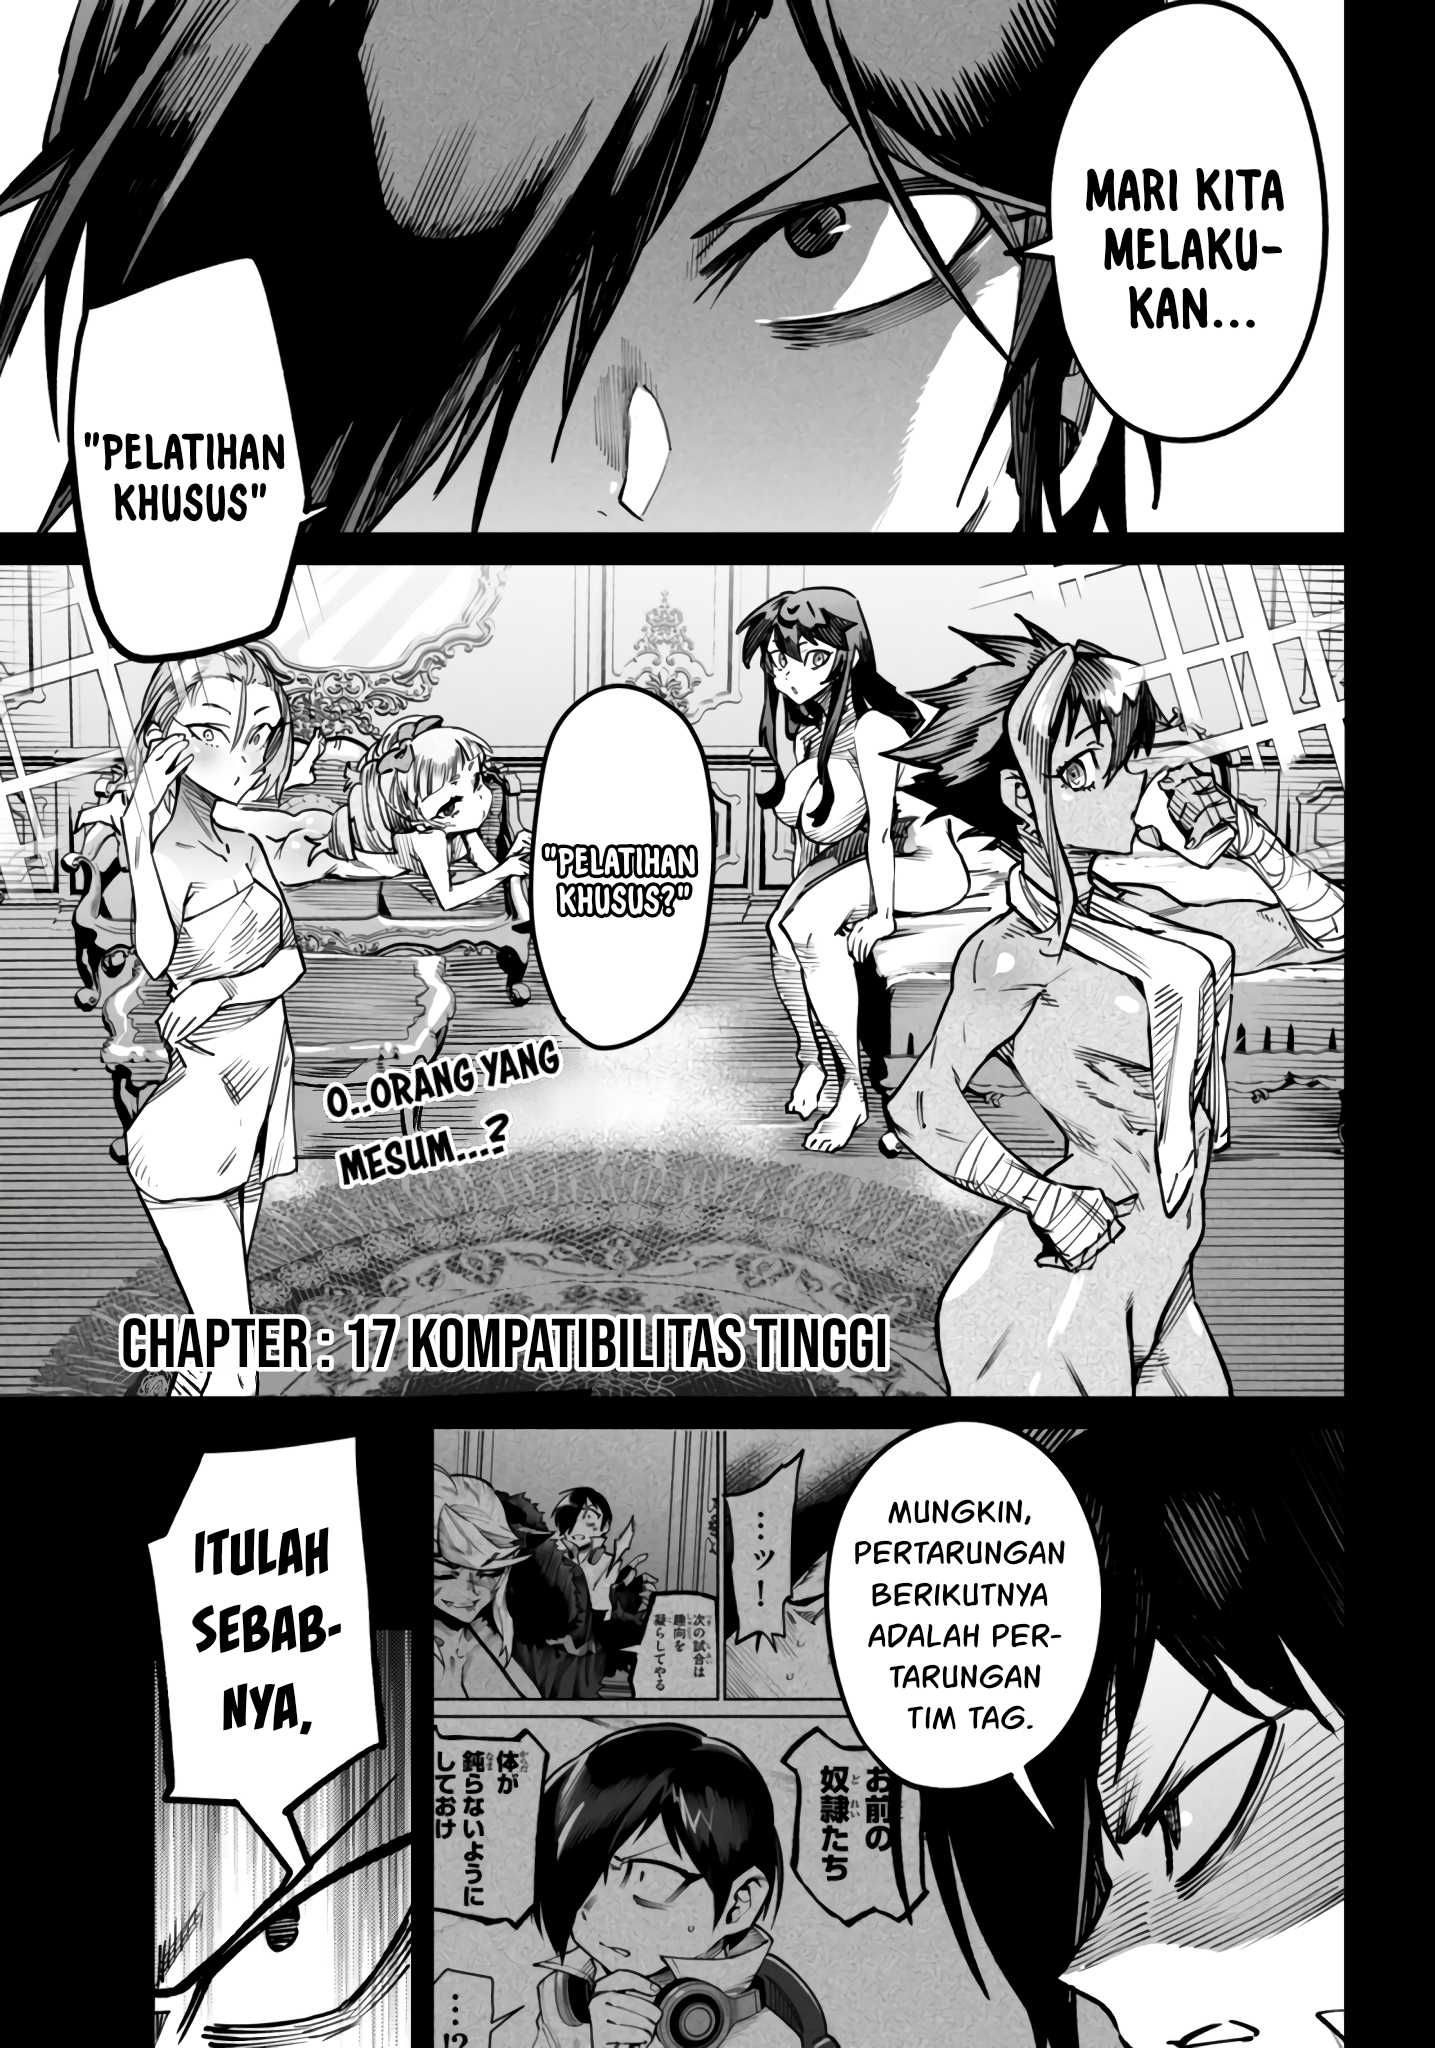 MARI KITA
MELAKU-
KAN...
"PELATIHAN
KHUSUS"
"PELATIHAN
KHUSUS?"
O..ORANG YANG
MESUM...?
CHAPTER : 17 KOMPATIBILITAS TINGGI
MUNGKIN,
PERTARUNGAN
BERIKUTNYA
ADALAH PER-
TARUNGAN
TIM TAG.
…ッ!
次の試合は
趣向を
凝らしてやる
お前の
奴隷たち
体が
鈍らないように
しておけ
…!?
ITULAH
SEBAB-
NYA,